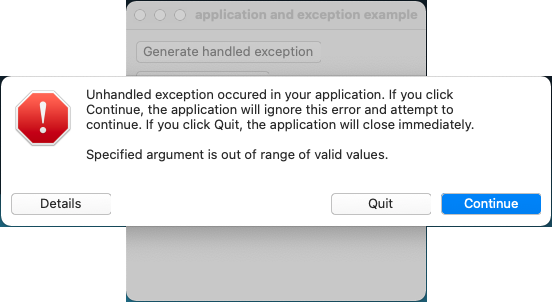 application and exception example
Generate handled exception
Unhandled exception occured in your application. If you click
Continue, the application will ignore this error and attempt to
continue. If you click Quit, the application will close immediately.
Specified argument is out of range of valid values.
Details
Quit
Continue